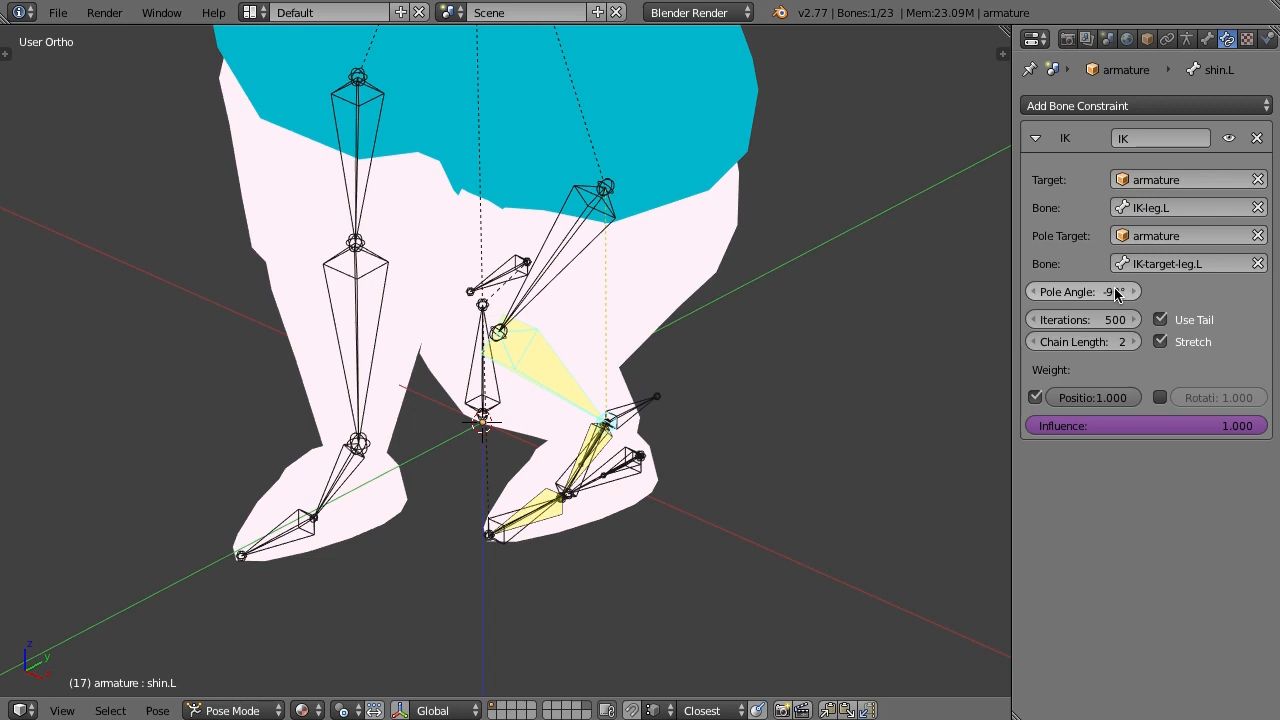 File Render Window Help Default Scene Blender Render v2.77 | Bones:1/23 | Mem:23.09M | armature
User Ortho
armature shin.L
Add Bone Constraint
IK IK
Target: armature
Bone: IK-leg.L
Pole Target: armature
Bone: IK-target-leg.L
Pole Angle:
Iterations: 500 Use Tail
Chain Length: 2 Stretch
Weight:
Positio:1.000 Rotati: 1.000
Influence: 1.000
z
y
x
(17) armature : shin.L
View Select Pose Pose Mode Global Closest